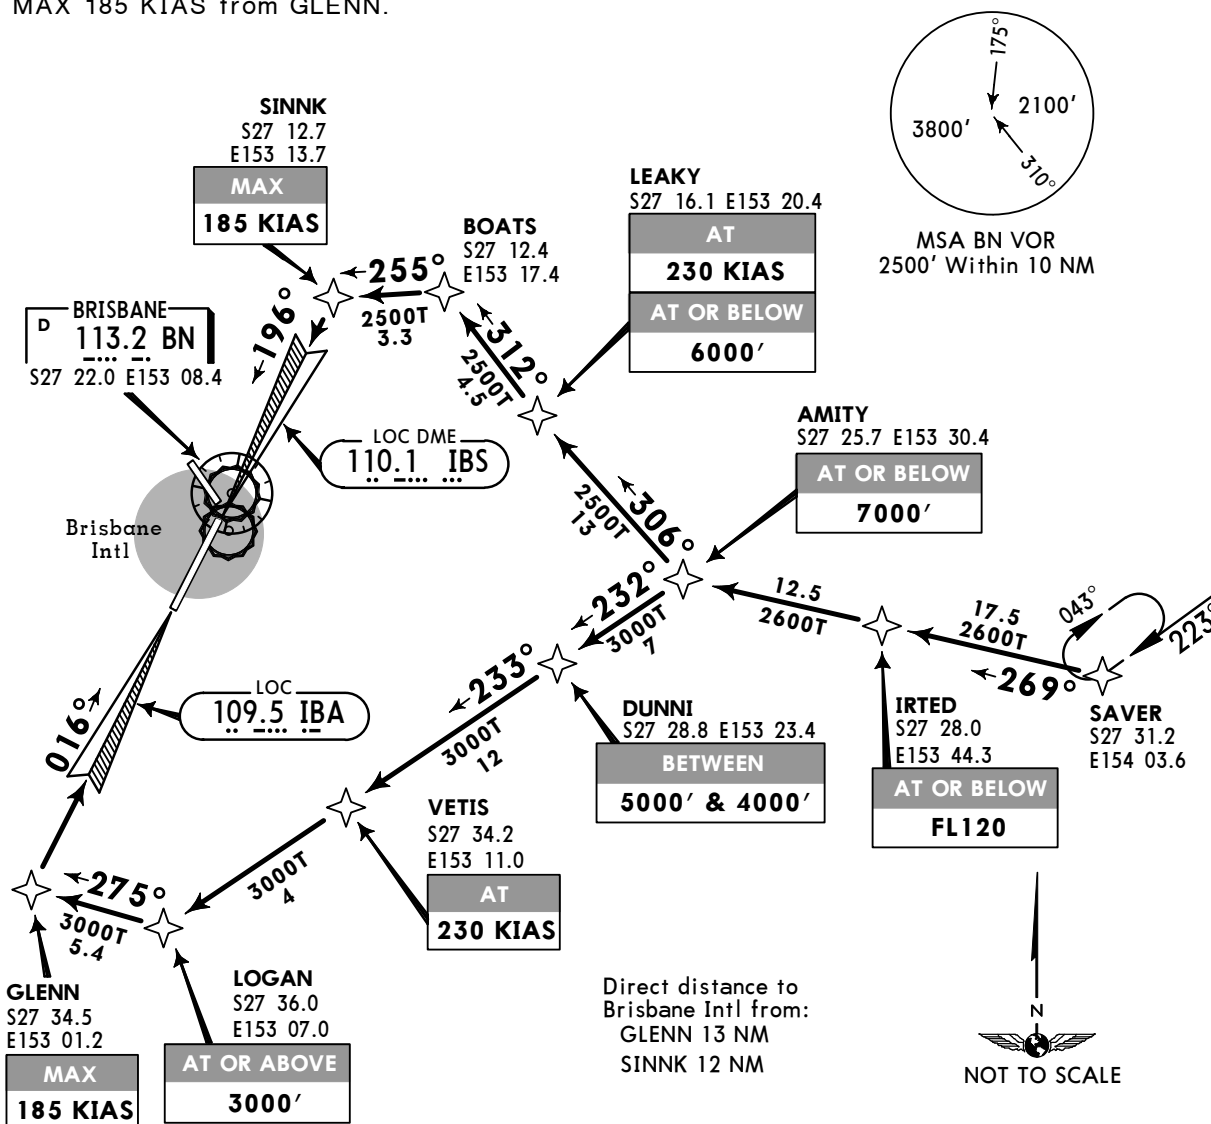 MAX 185 KIAS from GLENN.
175°
3800'
2100'
310°
MSA BN VOR
2500' Within 10 NM
SINNK
S27 12.7
E153 13.7
MAX
185 KIAS
LEAKY
S27 16.1 E153 20.4
AT
230 KIAS
AT OR BELOW
6000'
BOATS
S27 12.4
E153 17.4
255°
2500T
3.3
196°
312°
2500T
4.5
BRISBANE
D
113.2 BN
S27 22.0 E153 08.4
LOC DME
110.1 IBS
AMITY
S27 25.7 E153 30.4
AT OR BELOW
7000'
306°
2500T
13
Brisbane
Intl
232°
3000T
7
12.5
2600T
17.5
2600T
269°
043°
223°
233°
3000T
12
DUNNI
S27 28.8 E153 23.4
BETWEEN
5000' & 4000'
IRTED
S27 28.0
E153 44.3
AT OR BELOW
FL120
SAVER
S27 31.2
E154 03.6
LOC
109.5 IBA
016°
VETIS
S27 34.2
E153 11.0
AT
230 KIAS
3000T
4
275°
3000T
5.4
GLENN
S27 34.5
E153 01.2
MAX
185 KIAS
LOGAN
S27 36.0
E153 07.0
AT OR ABOVE
3000'
Direct distance to
Brisbane Intl from:
GLENN 13 NM
SINNK 12 NM
N
NOT TO SCALE